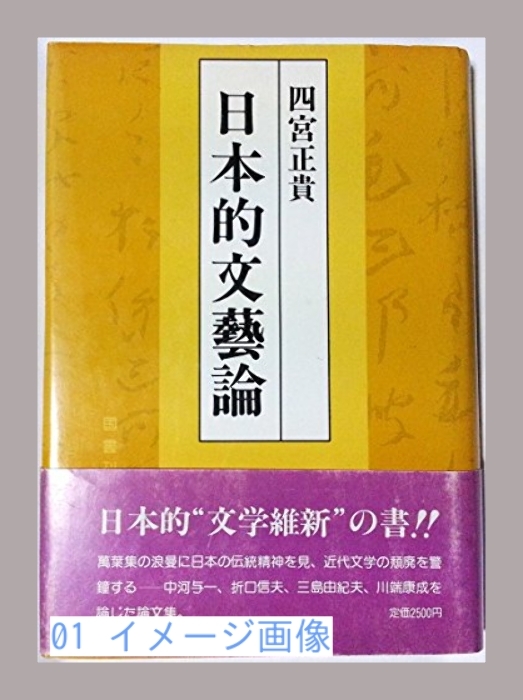 四宮正貴
日本的文藝論
国書刊
日本的“文学維新”の書!!
萬葉集の浪曼に日本の伝統精神を見、近代文学の頽廃を警
鐘する──中河与一、折口信夫、三島由紀夫、川端康成を
論じた論文集。
定価2500円
01 イメージ画像